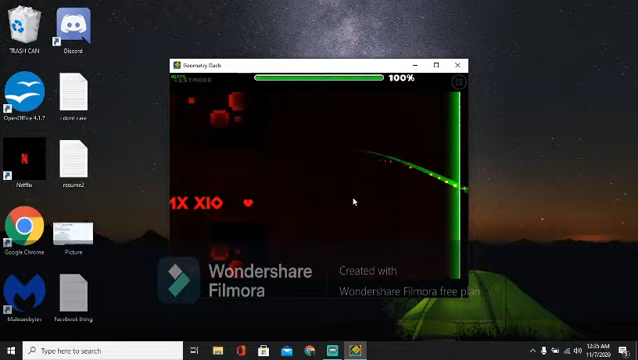 TRASH CAN
Discord
OpenOffice 4.1.7
i dont care
Netflix
resume2
Google Chrome
Picture
Malwarebytes
Facebook thing
Geometry Dash
TESTMODE
100%
XIO
Wondershare
Filmora
Created with
Wondershare Filmora free plan
Type here to search
12:35 AM
11/7/2020